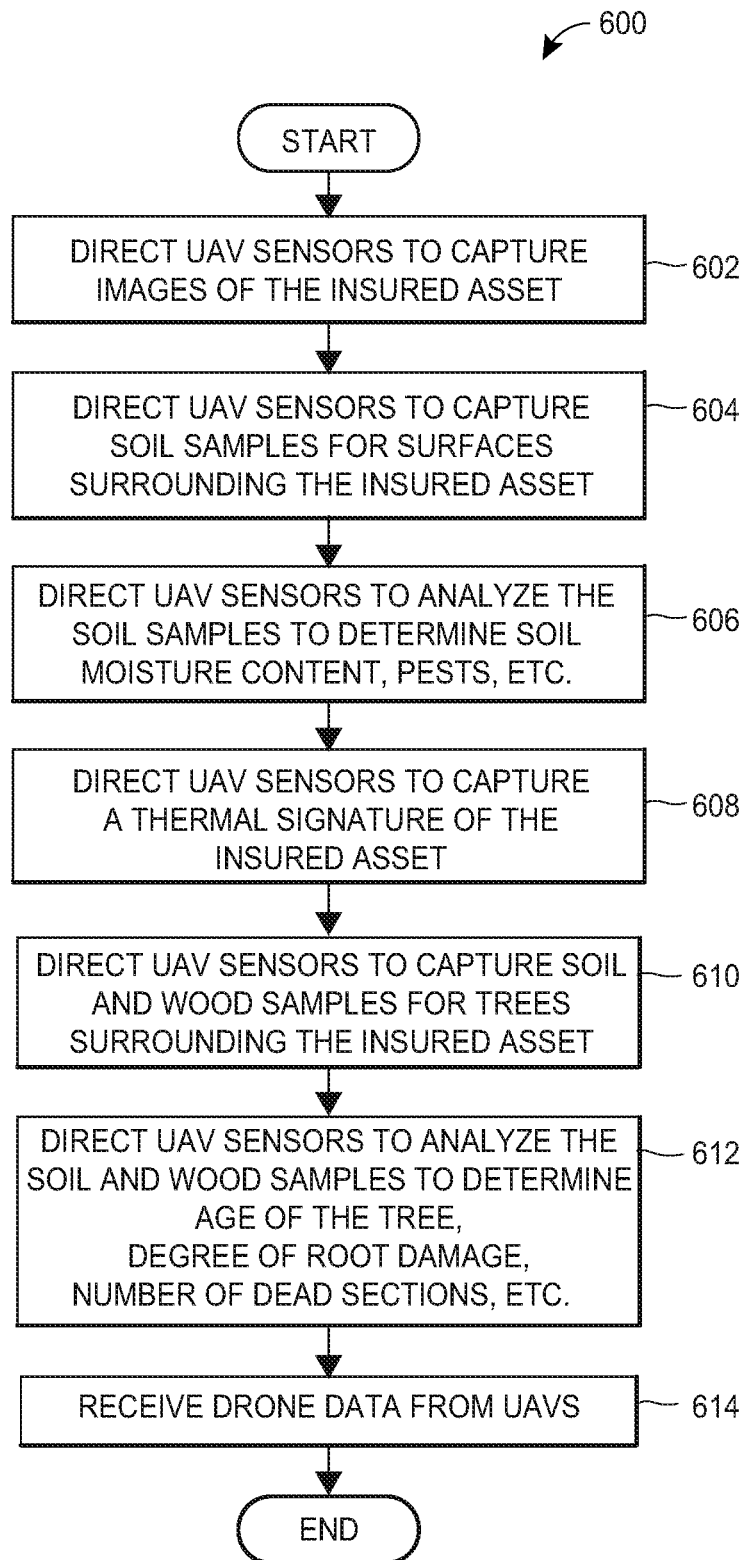 600
START
DIRECT UAV SENSORS TO CAPTURE
IMAGES OF THE INSURED ASSET
602
DIRECT UAV SENSORS TO CAPTURE
SOIL SAMPLES FOR SURFACES
SURROUNDING THE INSURED ASSET
604
DIRECT UAV SENSORS TO ANALYZE THE
SOIL SAMPLES TO DETERMINE SOIL
MOISTURE CONTENT, PESTS, ETC.
606
DIRECT UAV SENSORS TO CAPTURE
A THERMAL SIGNATURE OF THE
INSURED ASSET
608
DIRECT UAV SENSORS TO CAPTURE SOIL
AND WOOD SAMPLES FOR TREES
SURROUNDING THE INSURED ASSET
610
DIRECT UAV SENSORS TO ANALYZE THE
SOIL AND WOOD SAMPLES TO DETERMINE
AGE OF THE TREE,
DEGREE OF ROOT DAMAGE,
NUMBER OF DEAD SECTIONS, ETC.
612
RECEIVE DRONE DATA FROM UAVS
614
END